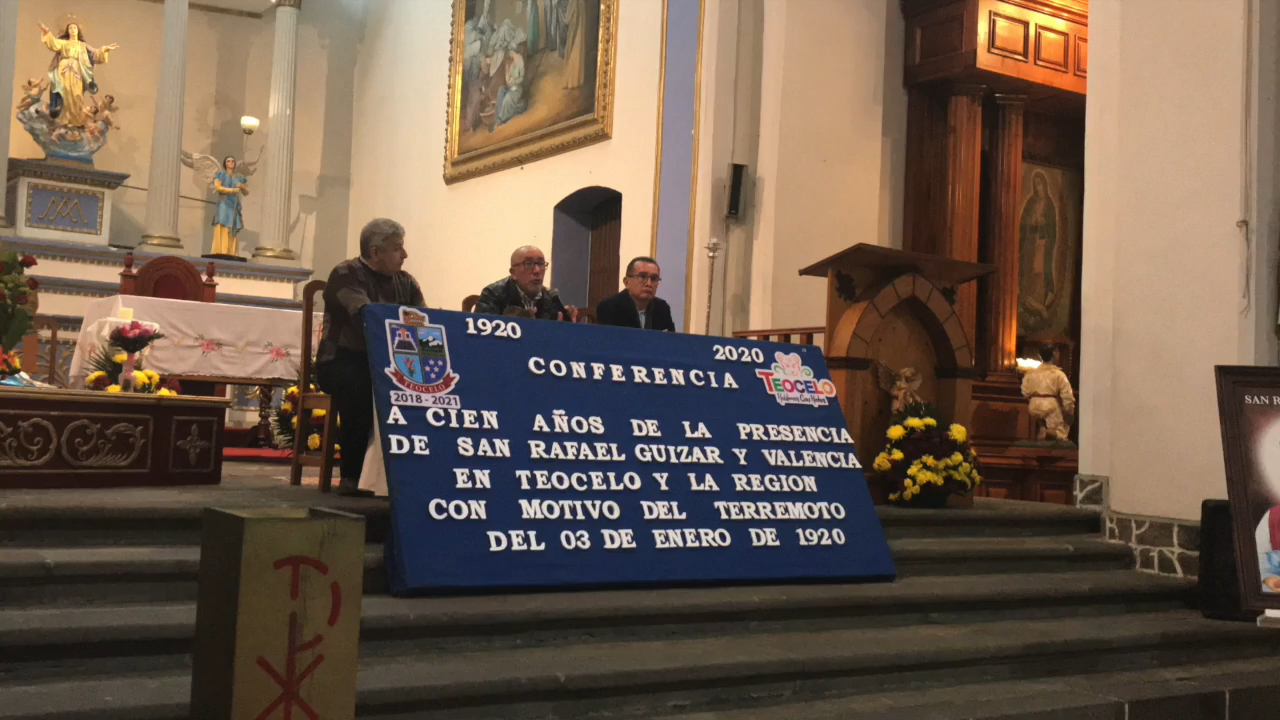 1920
2020
CONFERENCIA
TEOCELO
2018 - 2021
TEOCELO
A CIEN AÑOS DE LA PRESENCIA
DE SAN RAFAEL GUIZAR Y VALENCIA
EN TEOCELO Y LA REGION
CON MOTIVO DEL TERREMOTO
DEL 03 DE ENERO DE 1920
SAN R